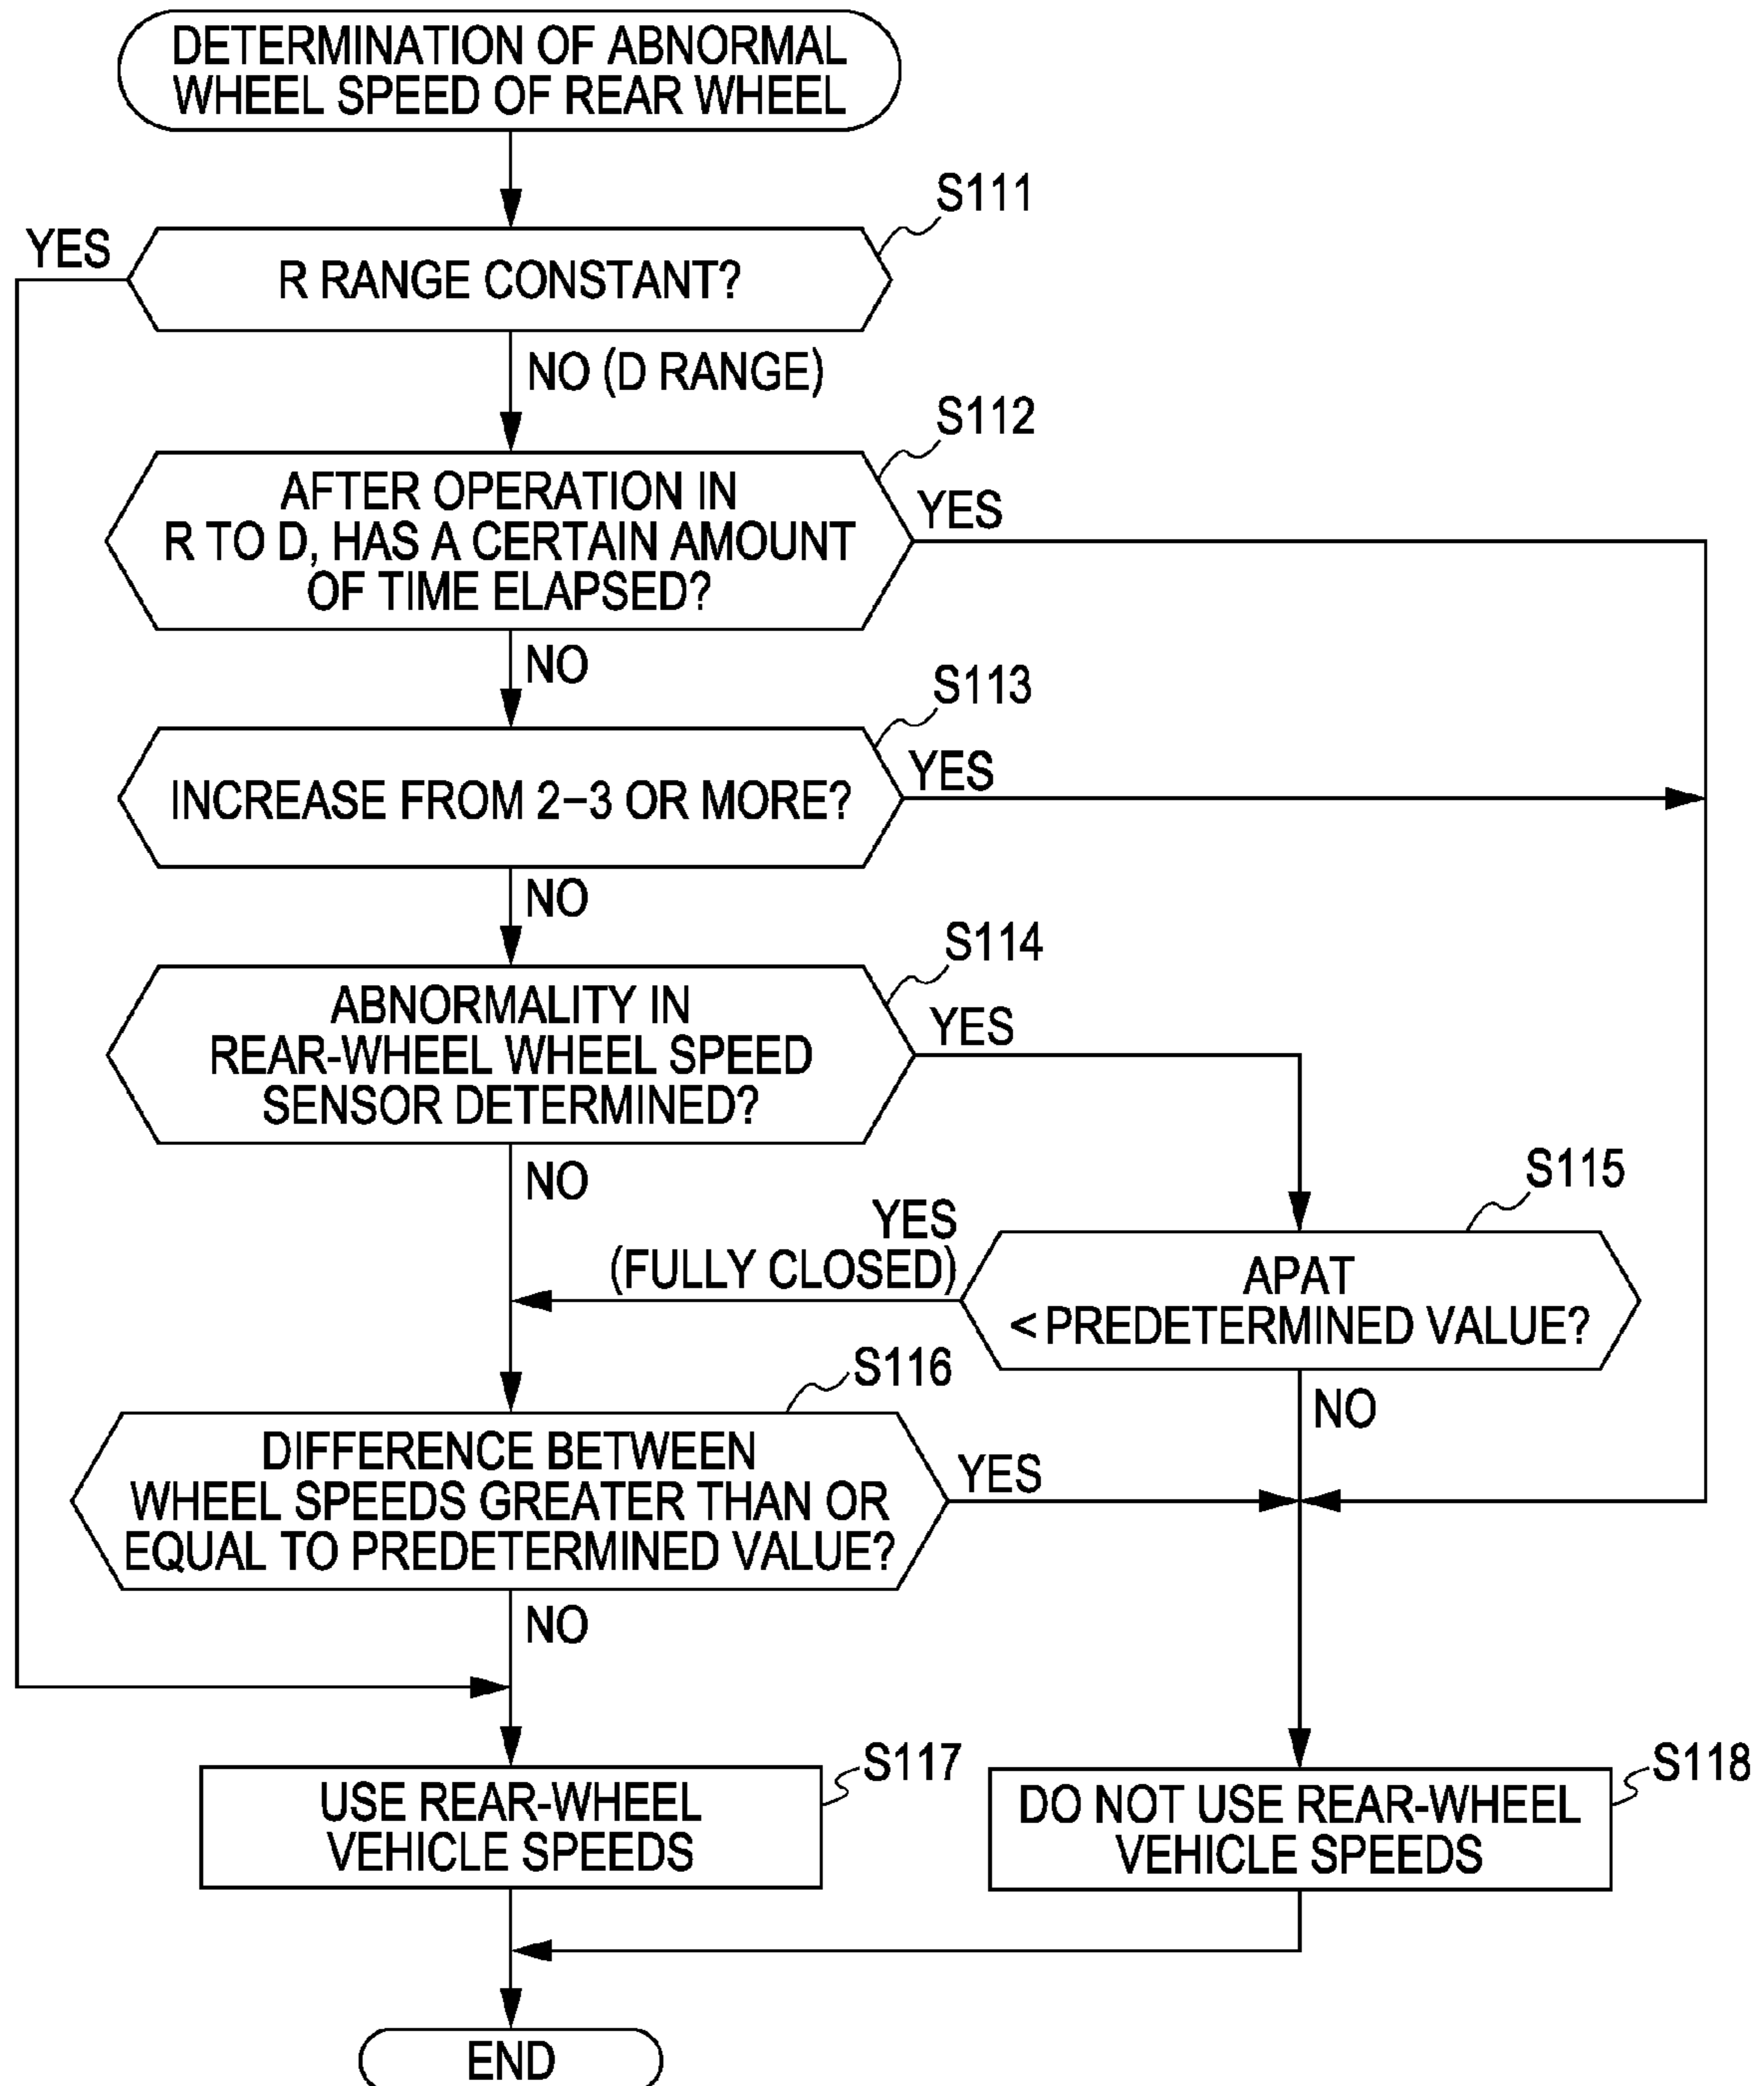 DETERMINATION OF ABNORMAL
WHEEL SPEED OF REAR WHEEL
S111
YES
R RANGE CONSTANT?
NO (D RANGE)
S112
AFTER OPERATION IN
R TO D, HAS A CERTAIN AMOUNT
OF TIME ELAPSED?
YES
NO
S113
INCREASE FROM 2–3 OR MORE?
YES
NO
S114
ABNORMALITY IN
REAR-WHEEL WHEEL SPEED
SENSOR DETERMINED?
YES
NO
S115
YES
(FULLY CLOSED)
APAT
< PREDETERMINED VALUE?
NO
S116
DIFFERENCE BETWEEN
WHEEL SPEEDS GREATER THAN OR
EQUAL TO PREDETERMINED VALUE?
YES
NO
S117
USE REAR-WHEEL
VEHICLE SPEEDS
S118
DO NOT USE REAR-WHEEL
VEHICLE SPEEDS
END